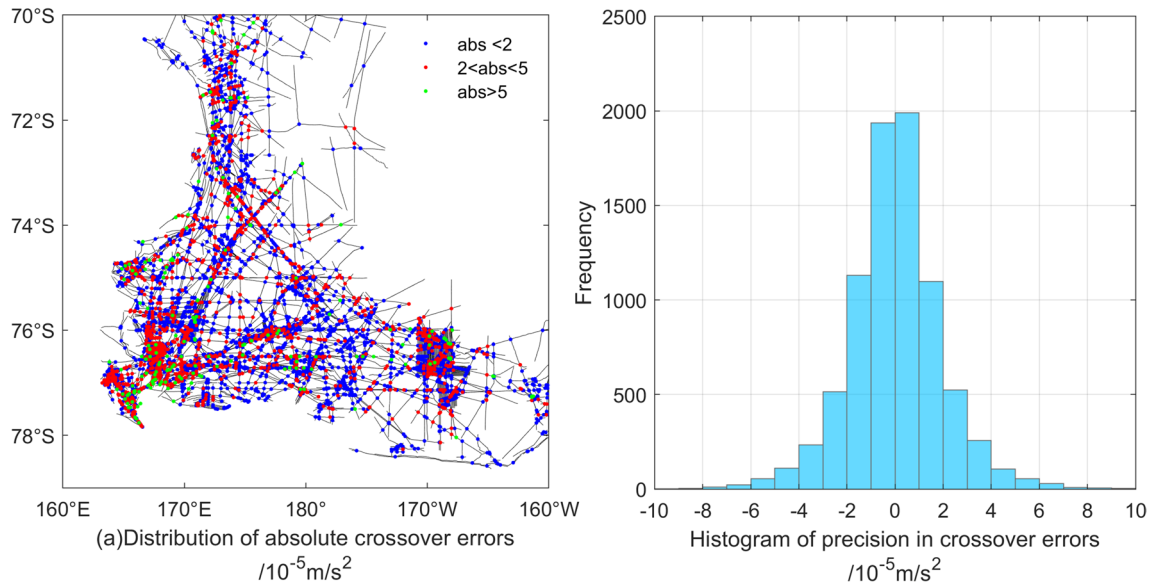 70°S
72°S
74°S
76°S
78°S
160°E
170°E
180°E
170°W
160°W
abs <2
2<abs<5
abs>5
(a)Distribution of absolute crossover errors
/10⁻⁵m/s²
2500
2000
1500
1000
500
0
Frequency
-10
-8
-6
-4
-2
0
2
4
6
8
10
Histogram of precision in crossover errors
/10⁻⁵m/s²